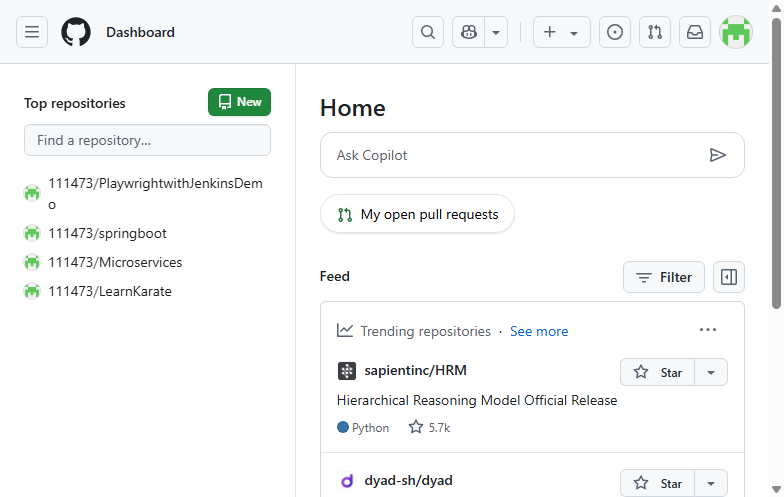 Dashboard
Top repositories
New
Find a repository...
111473/PlaywrightwithJenkinsDem
o
111473/springboot
111473/Microservices
111473/LearnKarate
Home
Ask Copilot
My open pull requests
Feed
Filter
Trending repositories · See more
sapientinc/HRM
Star
Hierarchical Reasoning Model Official Release
Python
5.7k
dyad-sh/dyad
Star